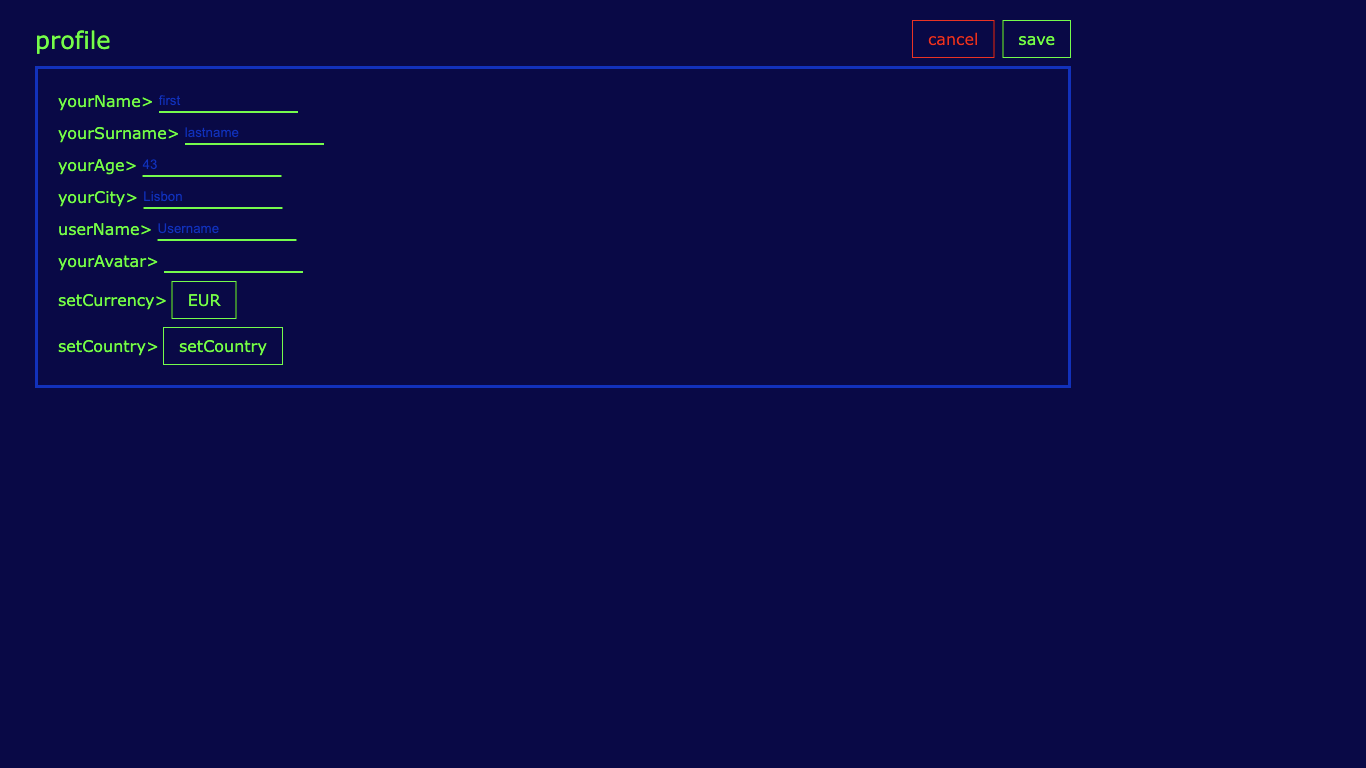 profile cancel save
yourName> first
yourSurname> lastname
yourAge> 43
yourCity> Lisbon
userName> Username
yourAvatar>
setCurrency> EUR
setCountry> setCountry